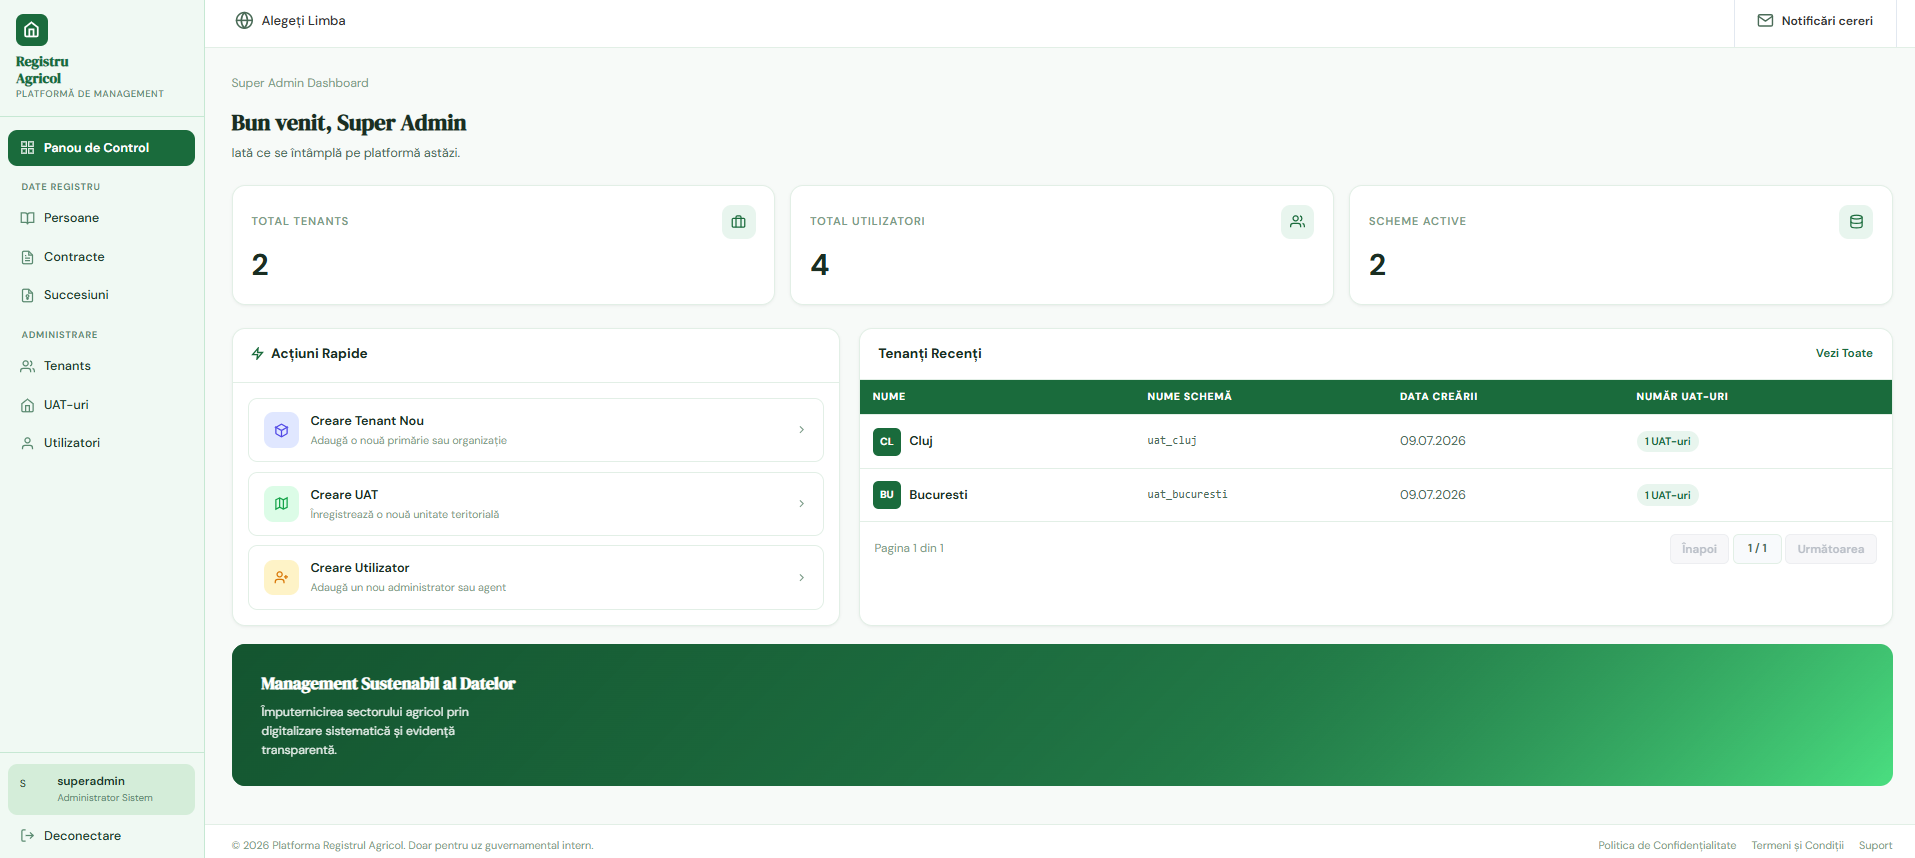 Registru
Agricol
PLATFORMĂ DE MANAGEMENT
Panou de Control
DATE REGISTRU
Persoane
Contracte
Succesiuni
ADMINISTRARE
Tenants
UAT-uri
Utilizatori
S
superadmin
Administrator Sistem
Deconectare
Alegeți Limba
Notificări cereri
Super Admin Dashboard
Bun venit, Super Admin
Iată ce se întâmplă pe platformă astăzi.
TOTAL TENANTS
2
TOTAL UTILIZATORI
4
SCHEME ACTIVE
2
Acțiuni Rapide
Creare Tenant Nou
Adaugă o nouă primărie sau organizație
Creare UAT
Înregistrează o nouă unitate teritorială
Creare Utilizator
Adaugă un nou administrator sau agent
Tenanți Recenți
Vezi Toate
NUME NUME SCHEMĂ DATA CREĂRII NUMĂR UAT-URI
CL Cluj uat_cluj 09.07.2026 1 UAT-uri
BU Bucuresti uat_bucuresti 09.07.2026 1 UAT-uri
Pagina 1 din 1
Înapoi 1 / 1 Următoarea
Management Sustenabil al Datelor
Împuternicirea sectorului agricol prin
digitalizare sistematică și evidență
transparentă.
© 2026 Platforma Registrul Agricol. Doar pentru uz guvernamental intern.
Politica de Confidențialitate Termeni și Condiții Suport